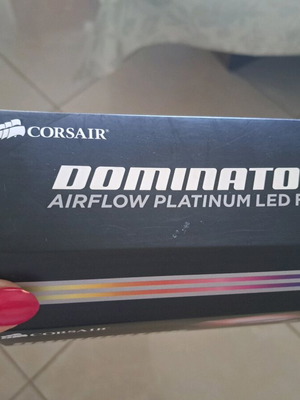 CORSAIR
DOMINATO
AIRFLOW PLATINUM LED F
CORSAIR